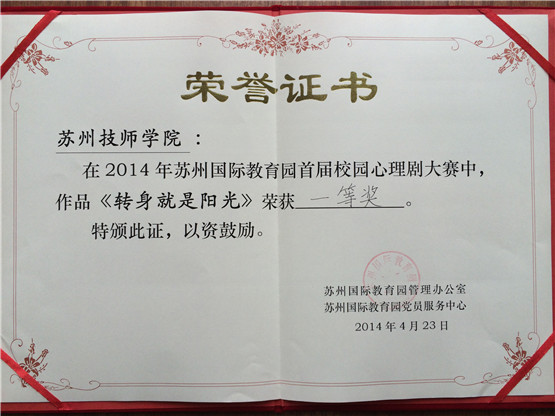 荣誉证书
苏州技师学院：
在2014年苏州国际教育园首届校园心理剧大赛中，
作品《转身就是阳光》荣获一等奖。
特颁此证，以资鼓励。
苏州国际教育园管理办公室
苏州国际教育园党员服务中心
2014年4月23日